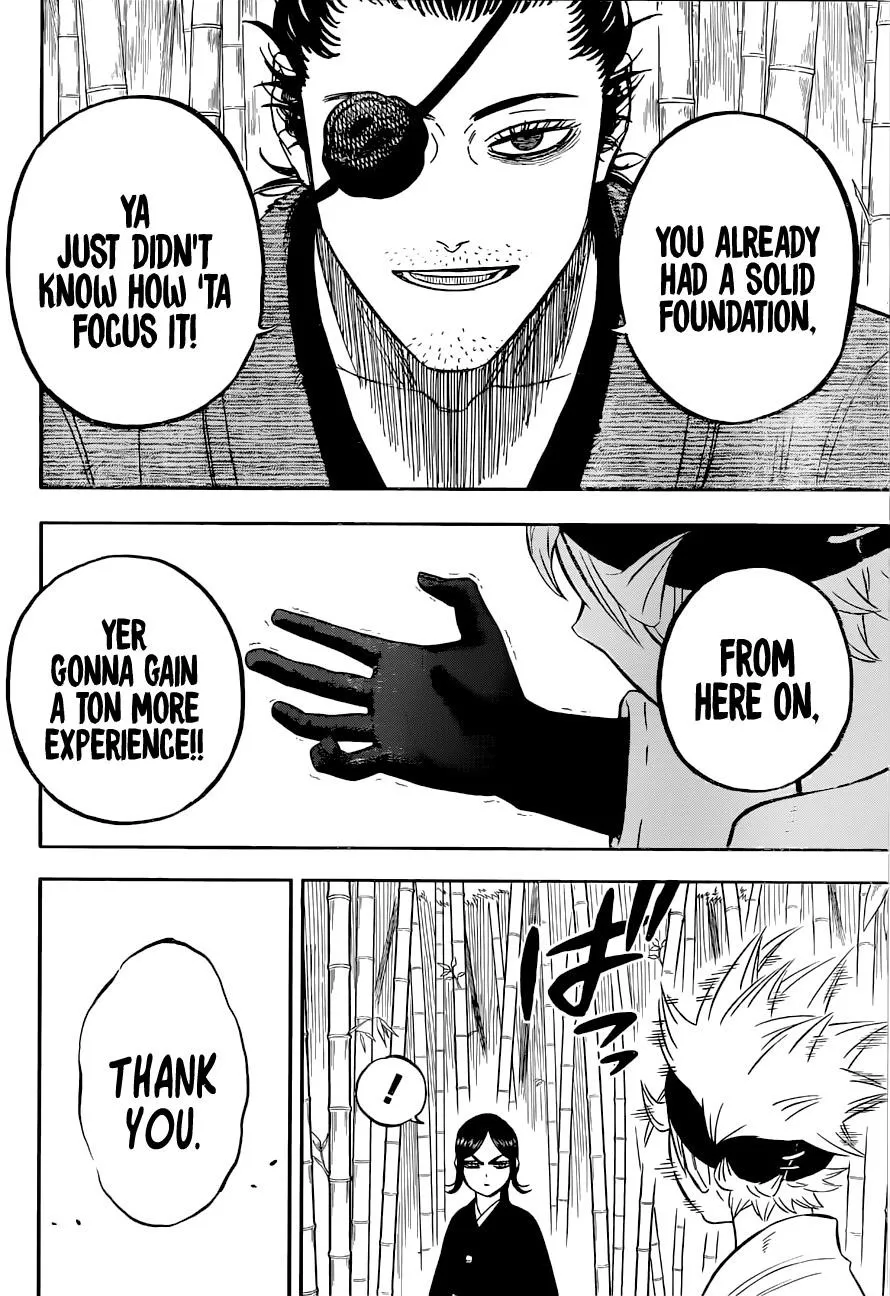 YOU ALREADY
HAD A SOLID
FOUNDATION,
YA
JUST DIDN'T
KNOW HOW 'TA
FOCUS IT!
FROM
HERE ON,
YER
GONNA GAIN
A TON MORE
EXPERIENCE!!
ばっ
!
THANK
YOU.